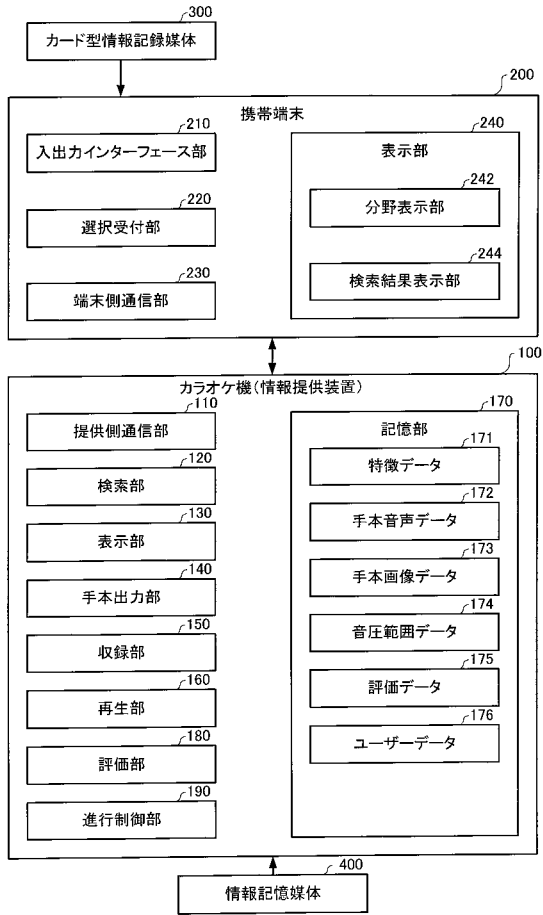 300
カード型情報記録媒体
200
携帯端末
210
入出力インターフェース部
220
選択受付部
230
端末側通信部
240
表示部
242
分野表示部
244
検索結果表示部
100
カラオケ機(情報提供装置)
110
提供側通信部
120
検索部
130
表示部
140
手本出力部
150
収録部
160
再生部
180
評価部
190
進行制御部
170
記憶部
171
特徴データ
172
手本音声データ
173
手本画像データ
174
音圧範囲データ
175
評価データ
176
ユーザーデータ
400
情報記憶媒体